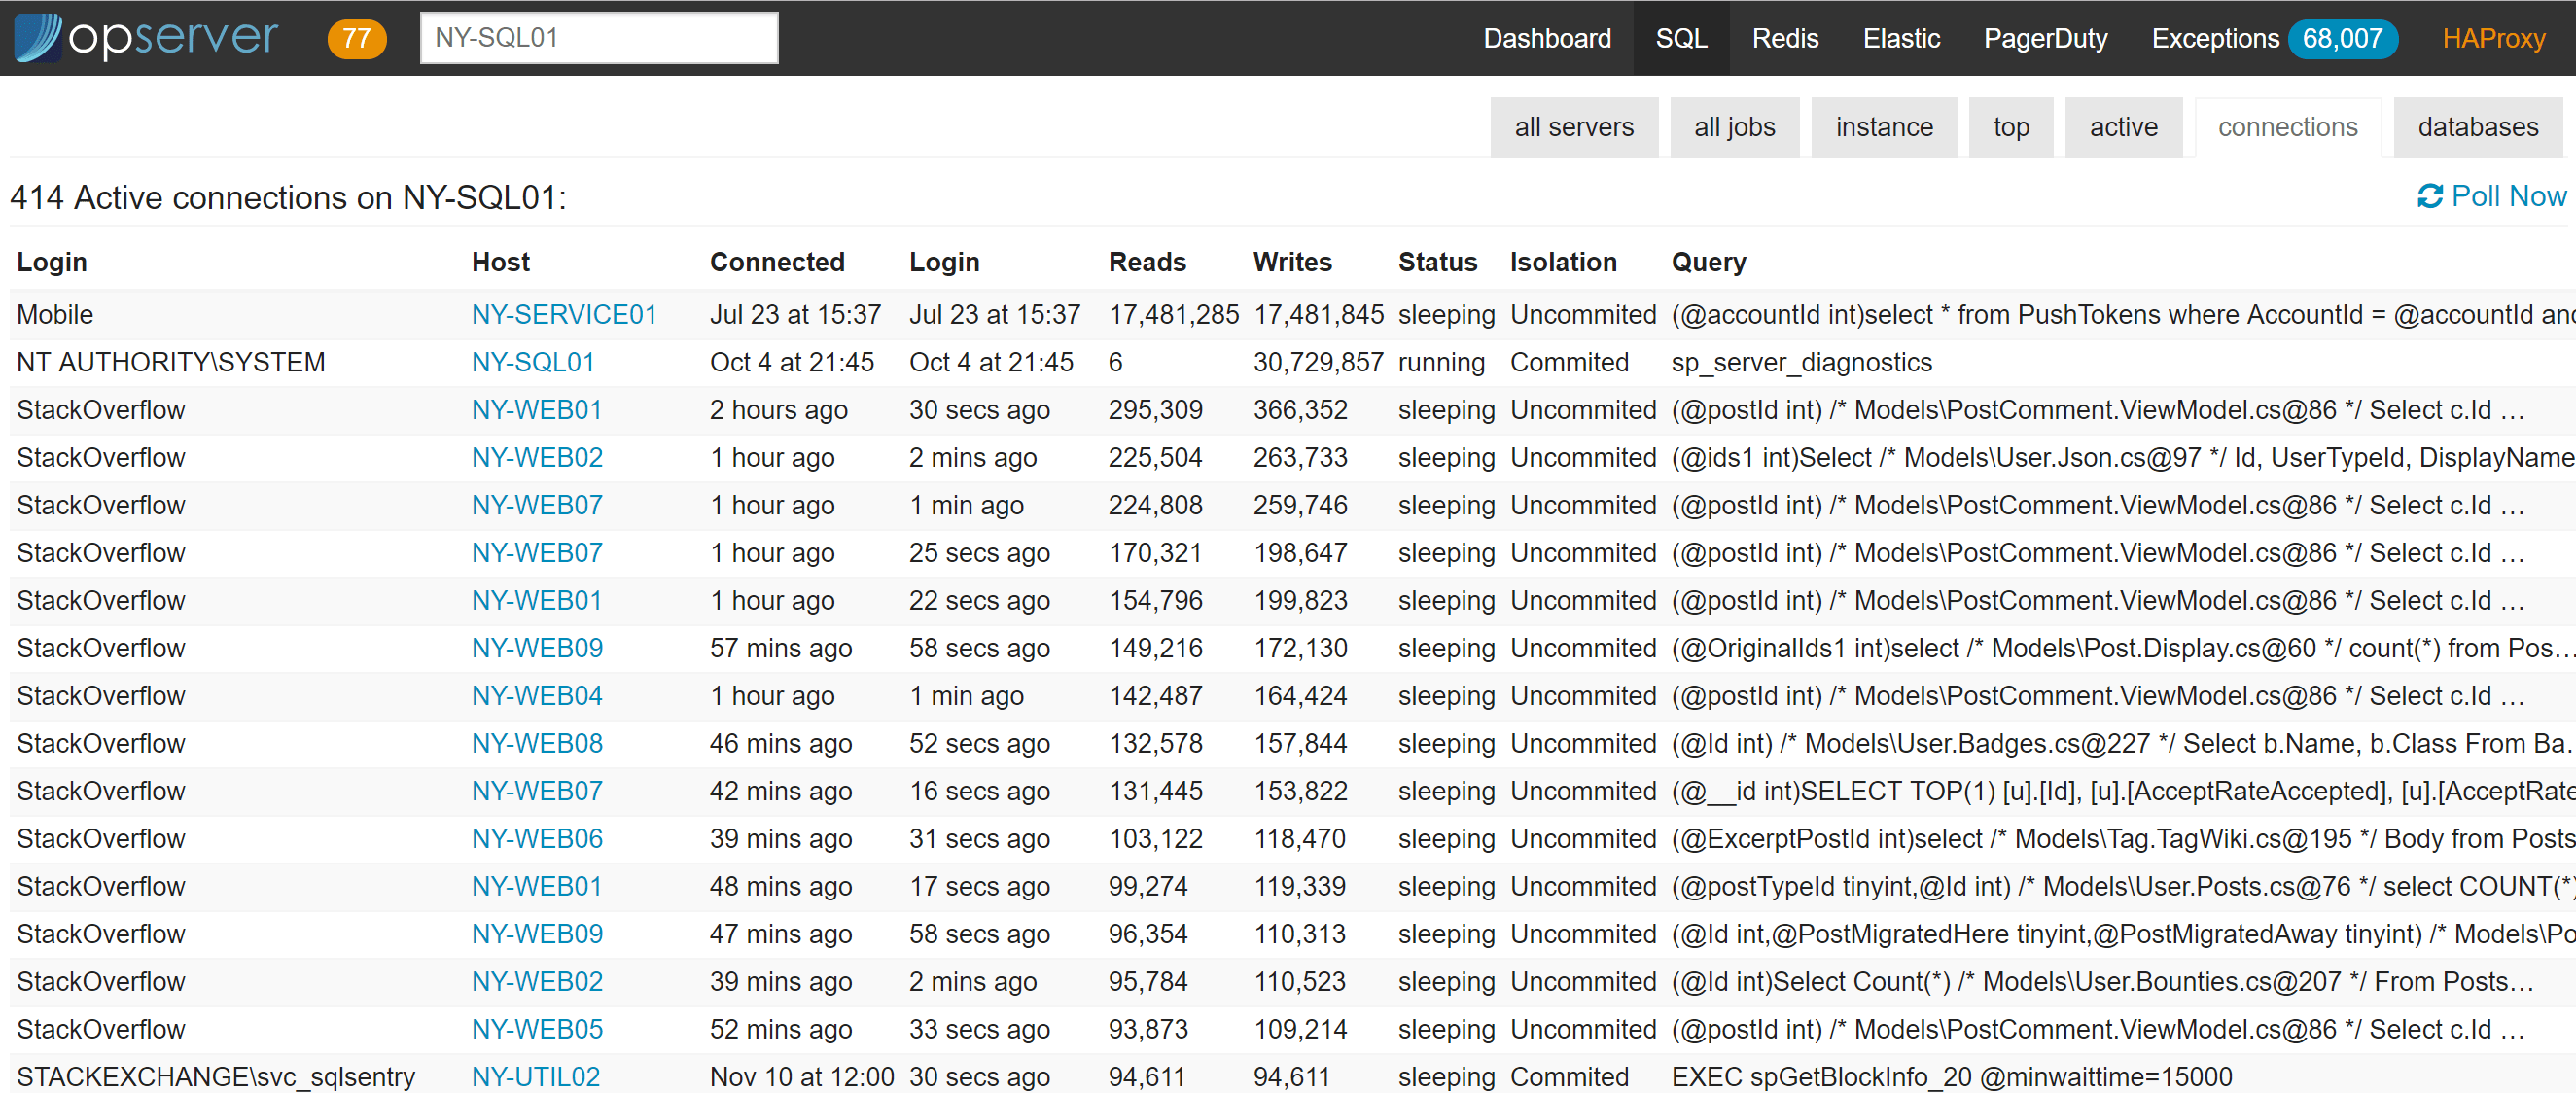 opserver 77 NY-SQL01 Dashboard SQL Redis Elastic PagerDuty Exceptions 68,007 HAProxy
all servers all jobs instance top active connections databases
414 Active connections on NY-SQL01: Poll Now
Login Host Connected Login Reads Writes Status Isolation Query
Mobile NY-SERVICE01 Jul 23 at 15:37 Jul 23 at 15:37 17,481,285 17,481,845 sleeping Uncommited (@accountId int)select * from PushTokens where AccountId = @accountId and
NT AUTHORITY\SYSTEM NY-SQL01 Oct 4 at 21:45 Oct 4 at 21:45 6 30,729,857 running Commited sp_server_diagnostics
StackOverflow NY-WEB01 2 hours ago 30 secs ago 295,309 366,352 sleeping Uncommited (@postId int) /* Models\PostComment.ViewModel.cs@86 */ Select c.Id …
StackOverflow NY-WEB02 1 hour ago 2 mins ago 225,504 263,733 sleeping Uncommited (@ids1 int)Select /* Models\User.Json.cs@97 */ Id, UserTypeId, DisplayName
StackOverflow NY-WEB07 1 hour ago 1 min ago 224,808 259,746 sleeping Uncommited (@postId int) /* Models\PostComment.ViewModel.cs@86 */ Select c.Id …
StackOverflow NY-WEB07 1 hour ago 25 secs ago 170,321 198,647 sleeping Uncommited (@postId int) /* Models\PostComment.ViewModel.cs@86 */ Select c.Id …
StackOverflow NY-WEB01 1 hour ago 22 secs ago 154,796 199,823 sleeping Uncommited (@postId int) /* Models\PostComment.ViewModel.cs@86 */ Select c.Id …
StackOverflow NY-WEB09 57 mins ago 58 secs ago 149,216 172,130 sleeping Uncommited (@OriginalIds1 int)select /* Models\Post.Display.cs@60 */ count(*) from Pos…
StackOverflow NY-WEB04 1 hour ago 1 min ago 142,487 164,424 sleeping Uncommited (@postId int) /* Models\PostComment.ViewModel.cs@86 */ Select c.Id …
StackOverflow NY-WEB08 46 mins ago 52 secs ago 132,578 157,844 sleeping Uncommited (@Id int) /* Models\User.Badges.cs@227 */ Select b.Name, b.Class From Ba…
StackOverflow NY-WEB07 42 mins ago 16 secs ago 131,445 153,822 sleeping Uncommited (@__id int)SELECT TOP(1) [u].[Id], [u].[AcceptRateAccepted], [u].[AcceptRate
StackOverflow NY-WEB06 39 mins ago 31 secs ago 103,122 118,470 sleeping Uncommited (@ExcerptPostId int)select /* Models\Tag.TagWiki.cs@195 */ Body from Posts
StackOverflow NY-WEB01 48 mins ago 17 secs ago 99,274 119,339 sleeping Uncommited (@postTypeId tinyint,@Id int) /* Models\User.Posts.cs@76 */ select COUNT(*)
StackOverflow NY-WEB09 47 mins ago 58 secs ago 96,354 110,313 sleeping Uncommited (@Id int,@PostMigratedHere tinyint,@PostMigratedAway tinyint) /* Models\Po
StackOverflow NY-WEB02 39 mins ago 2 mins ago 95,784 110,523 sleeping Uncommited (@Id int)Select Count(*) /* Models\User.Bounties.cs@207 */ From Posts…
StackOverflow NY-WEB05 52 mins ago 33 secs ago 93,873 109,214 sleeping Uncommited (@postId int) /* Models\PostComment.ViewModel.cs@86 */ Select c.Id …
STACKEXCHANGE\svc_sqlsentry NY-UTIL02 Nov 10 at 12:00 30 secs ago 94,611 94,611 sleeping Commited EXEC spGetBlockInfo_20 @minwaittime=15000